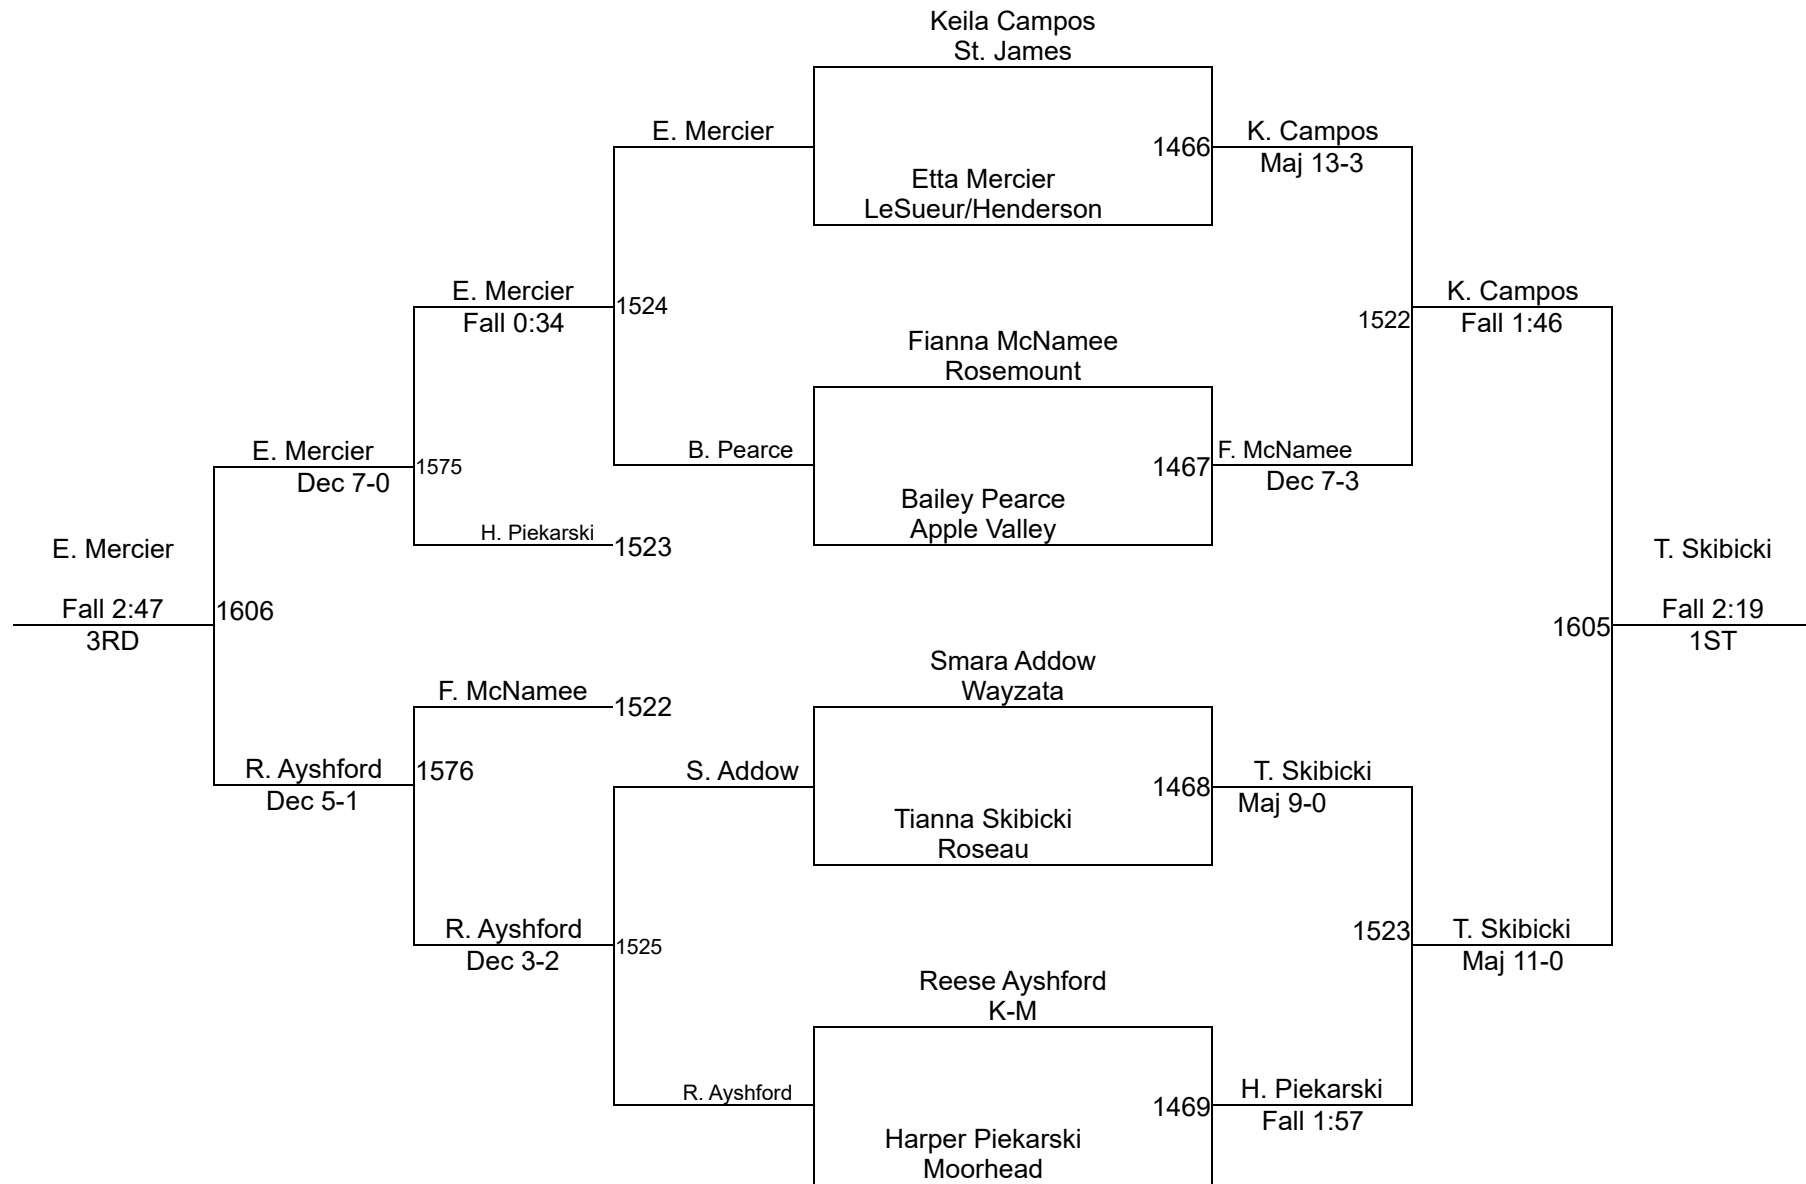 Keila Campos
St. James
E. Mercier
1466
K. Campos
Maj 13-3
Etta Mercier
LeSueur/Henderson
E. Mercier
Fall 0:34
1524
1522
K. Campos
Fall 1:46
Fianna McNamee
Rosemount
E. Mercier
Dec 7-0
1575
B. Pearce
1467
F. McNamee
Dec 7-3
Bailey Pearce
Apple Valley
H. Piekarski
1523
E. Mercier
Fall 2:47
3RD
1606
T. Skibicki
1605
Fall 2:19
1ST
Smara Addow
Wayzata
F. McNamee
1522
R. Ayshford
Dec 5-1
1576
S. Addow
1468
T. Skibicki
Maj 9-0
Tianna Skibicki
Roseau
R. Ayshford
Dec 3-2
1525
1523
T. Skibicki
Maj 11-0
Reese Ayshford
K-M
R. Ayshford
1469
H. Piekarski
Fall 1:57
Harper Piekarski
Moorhead